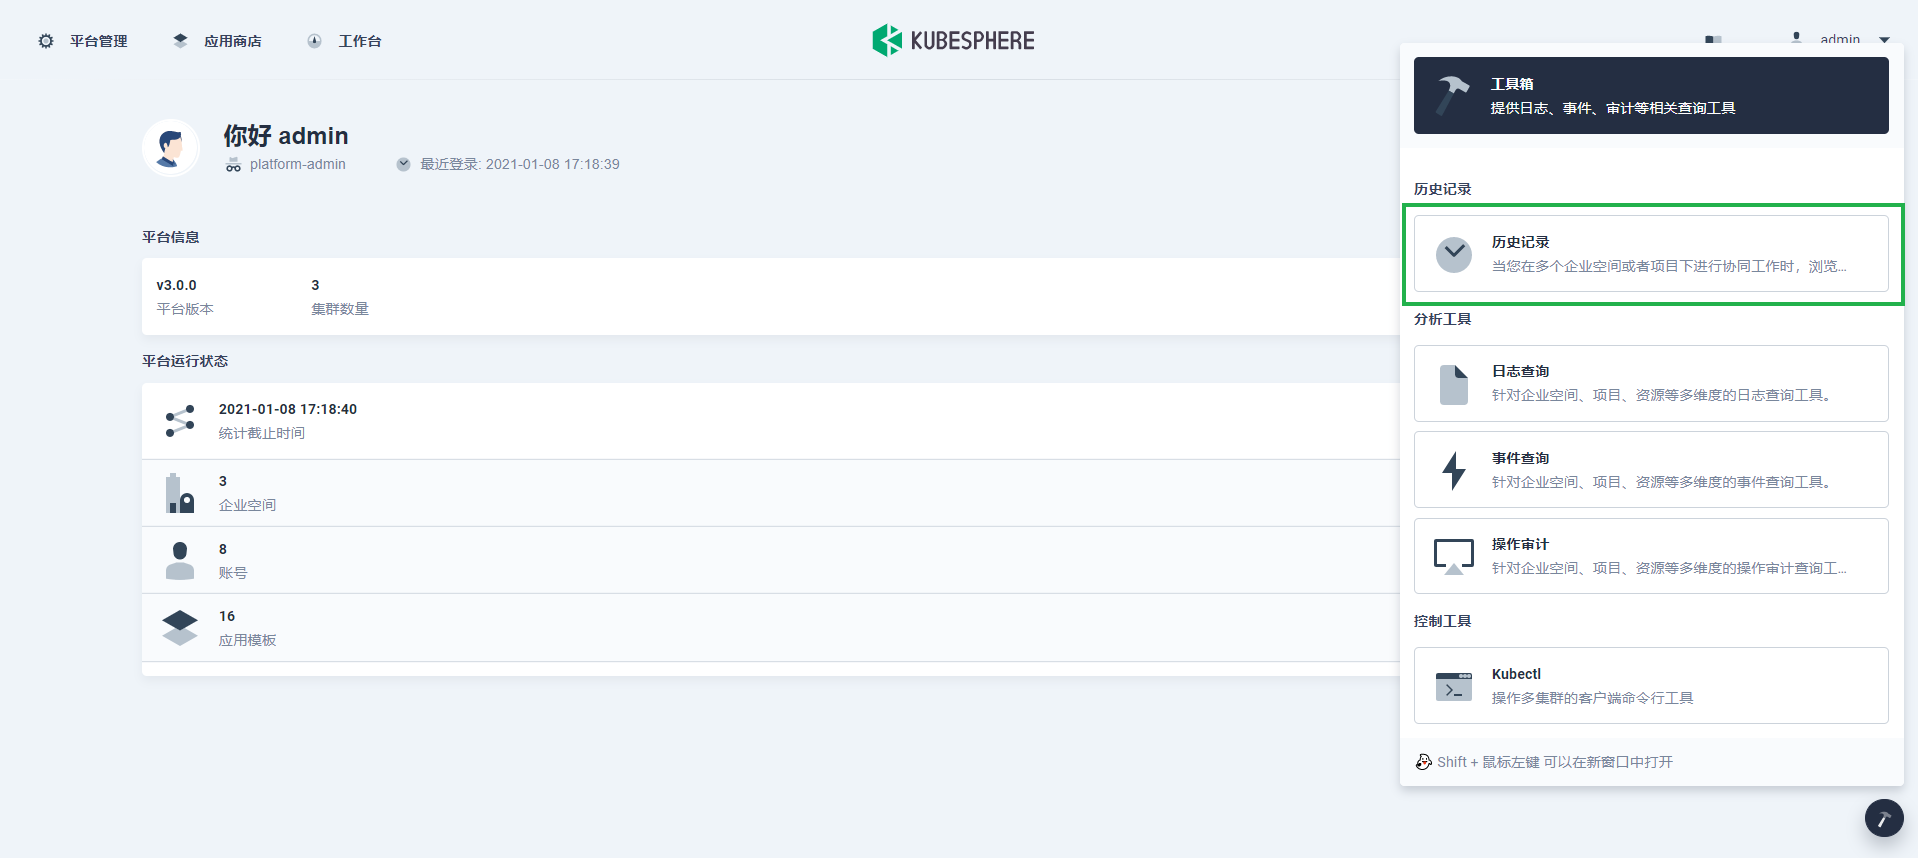 平台管理
应用商店
工作台
KUBESPHERE
admin
你好 admin
platform-admin
最近登录: 2021-01-08 17:18:39
平台信息
v3.0.0
平台版本
3
集群数量
平台运行状态
2021-01-08 17:18:40
统计截止时间
3
企业空间
8
账号
16
应用模板
工具箱
提供日志、事件、审计等相关查询工具
历史记录
历史记录
当您在多个企业空间或者项目下进行协同工作时，浏览...
分析工具
日志查询
针对企业空间、项目、资源等多维度的日志查询工具。
事件查询
针对企业空间、项目、资源等多维度的事件查询工具。
操作审计
针对企业空间、项目、资源等多维度的操作审计查询工...
控制工具
Kubectl
操作多集群的客户端命令行工具
Shift + 鼠标左键 可以在新窗口中打开